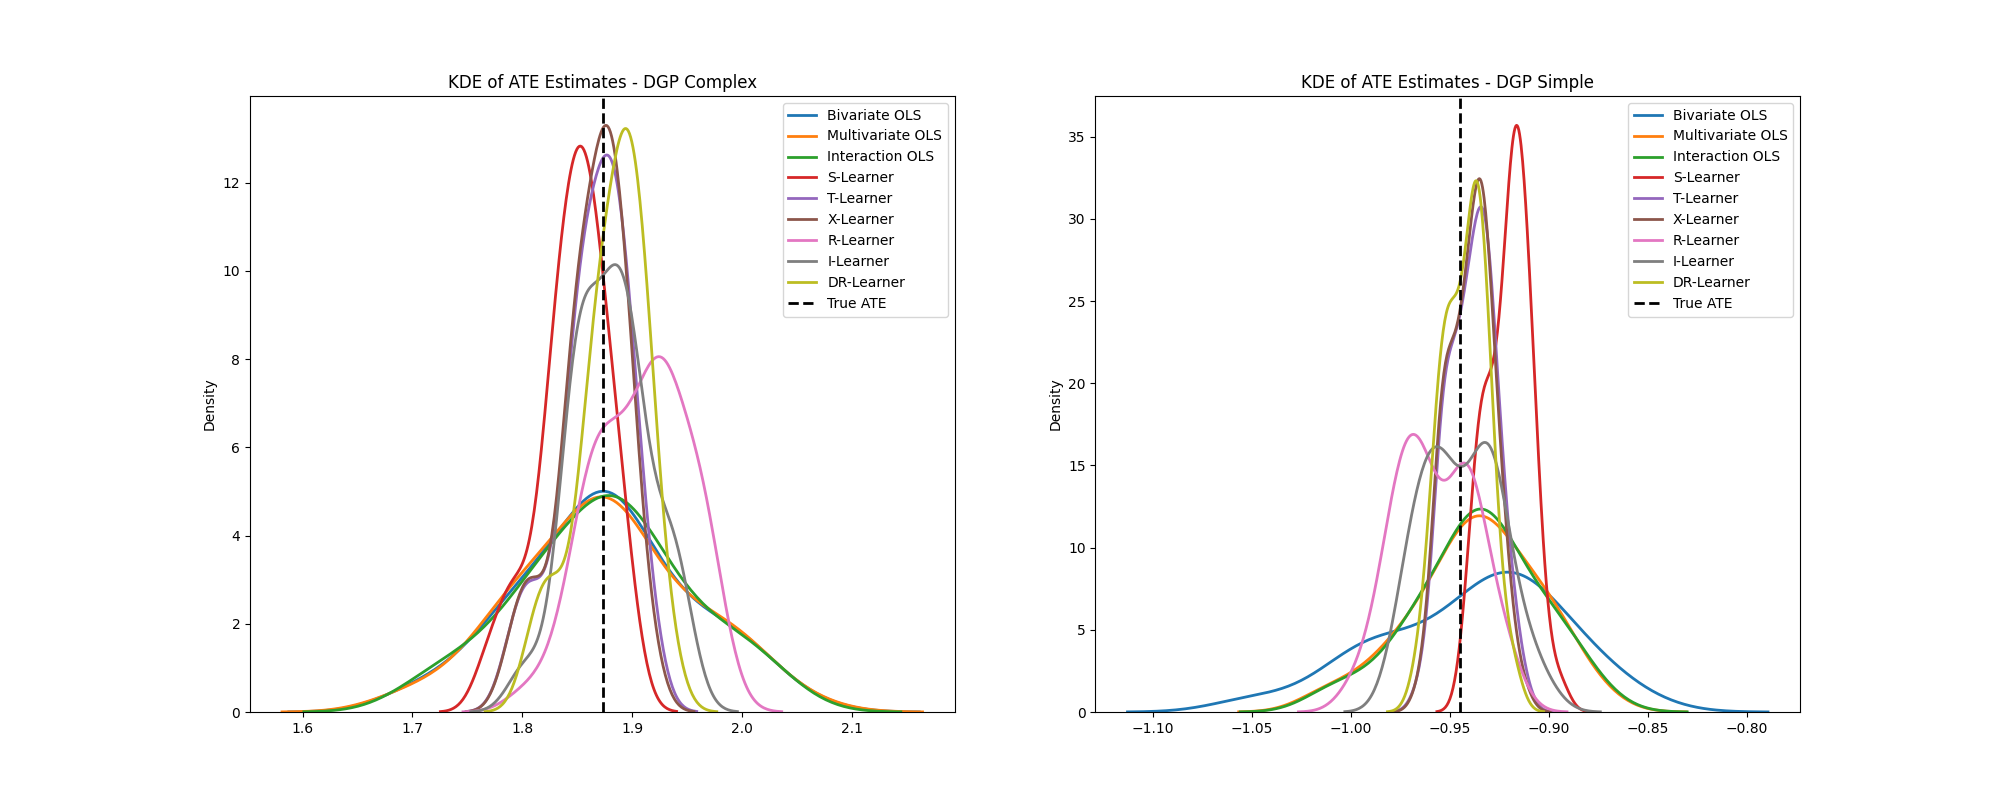 KDE of ATE Estimates - DGP Complex
Density
12
10
8
6
4
2
0
1.6
1.7
1.8
1.9
2.0
2.1
Bivariate OLS
Multivariate OLS
Interaction OLS
S-Learner
T-Learner
X-Learner
R-Learner
I-Learner
DR-Learner
True ATE
KDE of ATE Estimates - DGP Simple
Density
35
30
25
20
15
10
5
0
−1.10
−1.05
−1.00
−0.95
−0.90
−0.85
−0.80
Bivariate OLS
Multivariate OLS
Interaction OLS
S-Learner
T-Learner
X-Learner
R-Learner
I-Learner
DR-Learner
True ATE